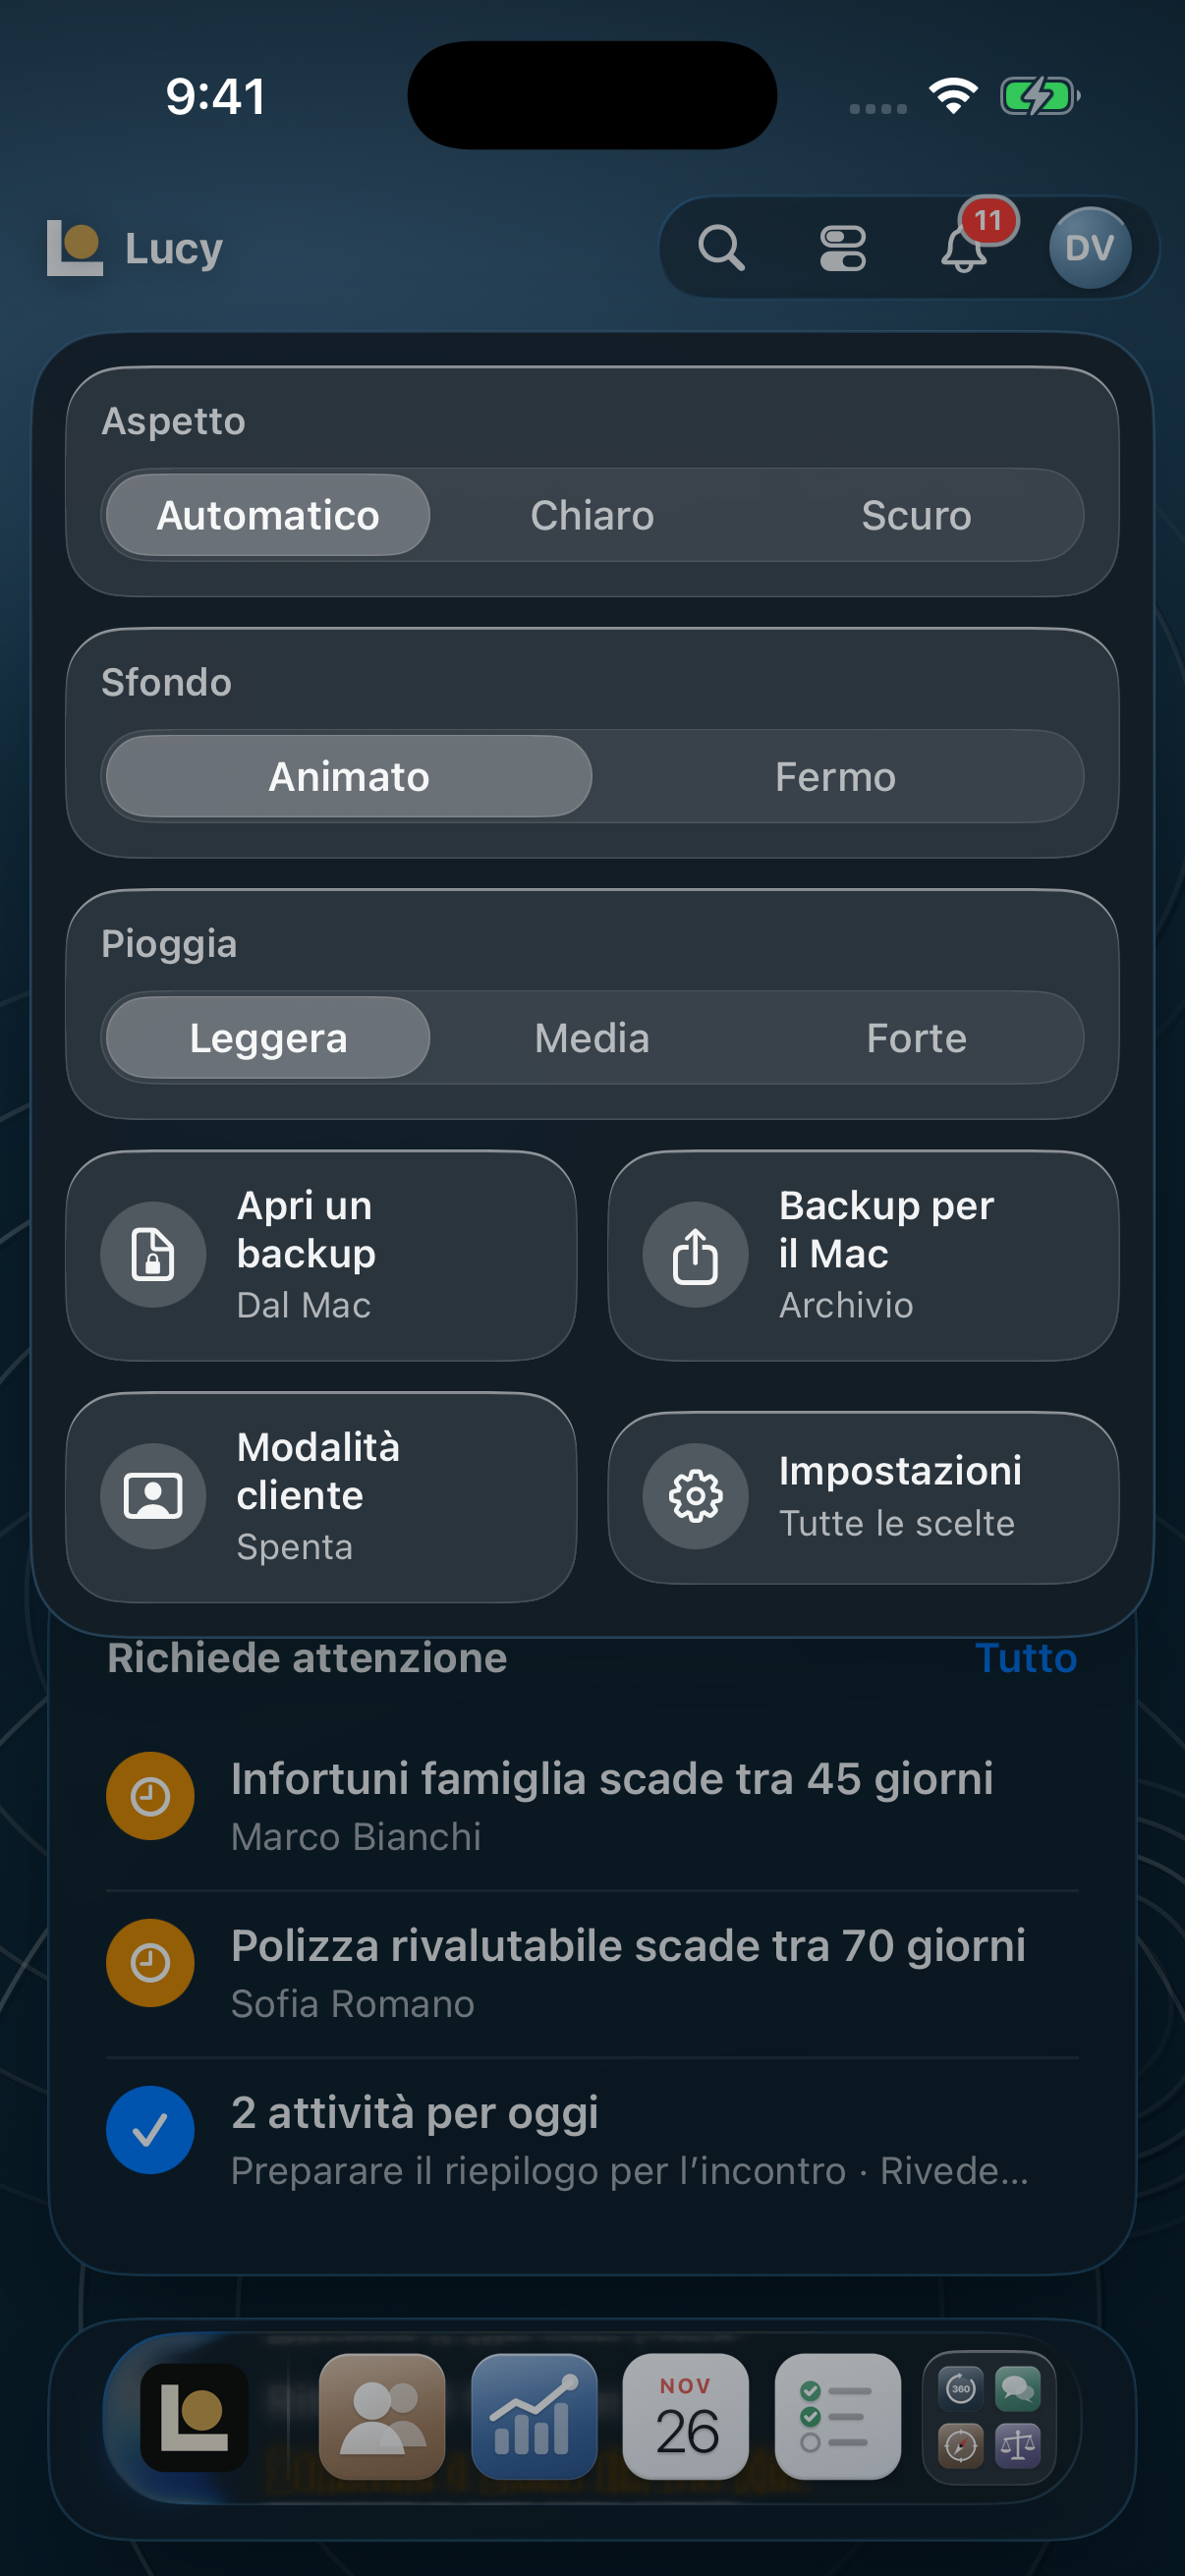 9:41
Lucy
11
DV
Aspetto
Automatico Chiaro Scuro
Sfondo
Animato Fermo
Pioggia
Leggera Media Forte
Apri un
backup
Dal Mac
Backup per
il Mac
Archivio
Modalità
cliente
Spenta
Impostazioni
Tutte le scelte
Richiede attenzione Tutto
Infortuni famiglia scade tra 45 giorni
Marco Bianchi
Polizza rivalutabile scade tra 70 giorni
Sofia Romano
2 attività per oggi
Preparare il riepilogo per l’incontro · Rivede…
NOV
26
360